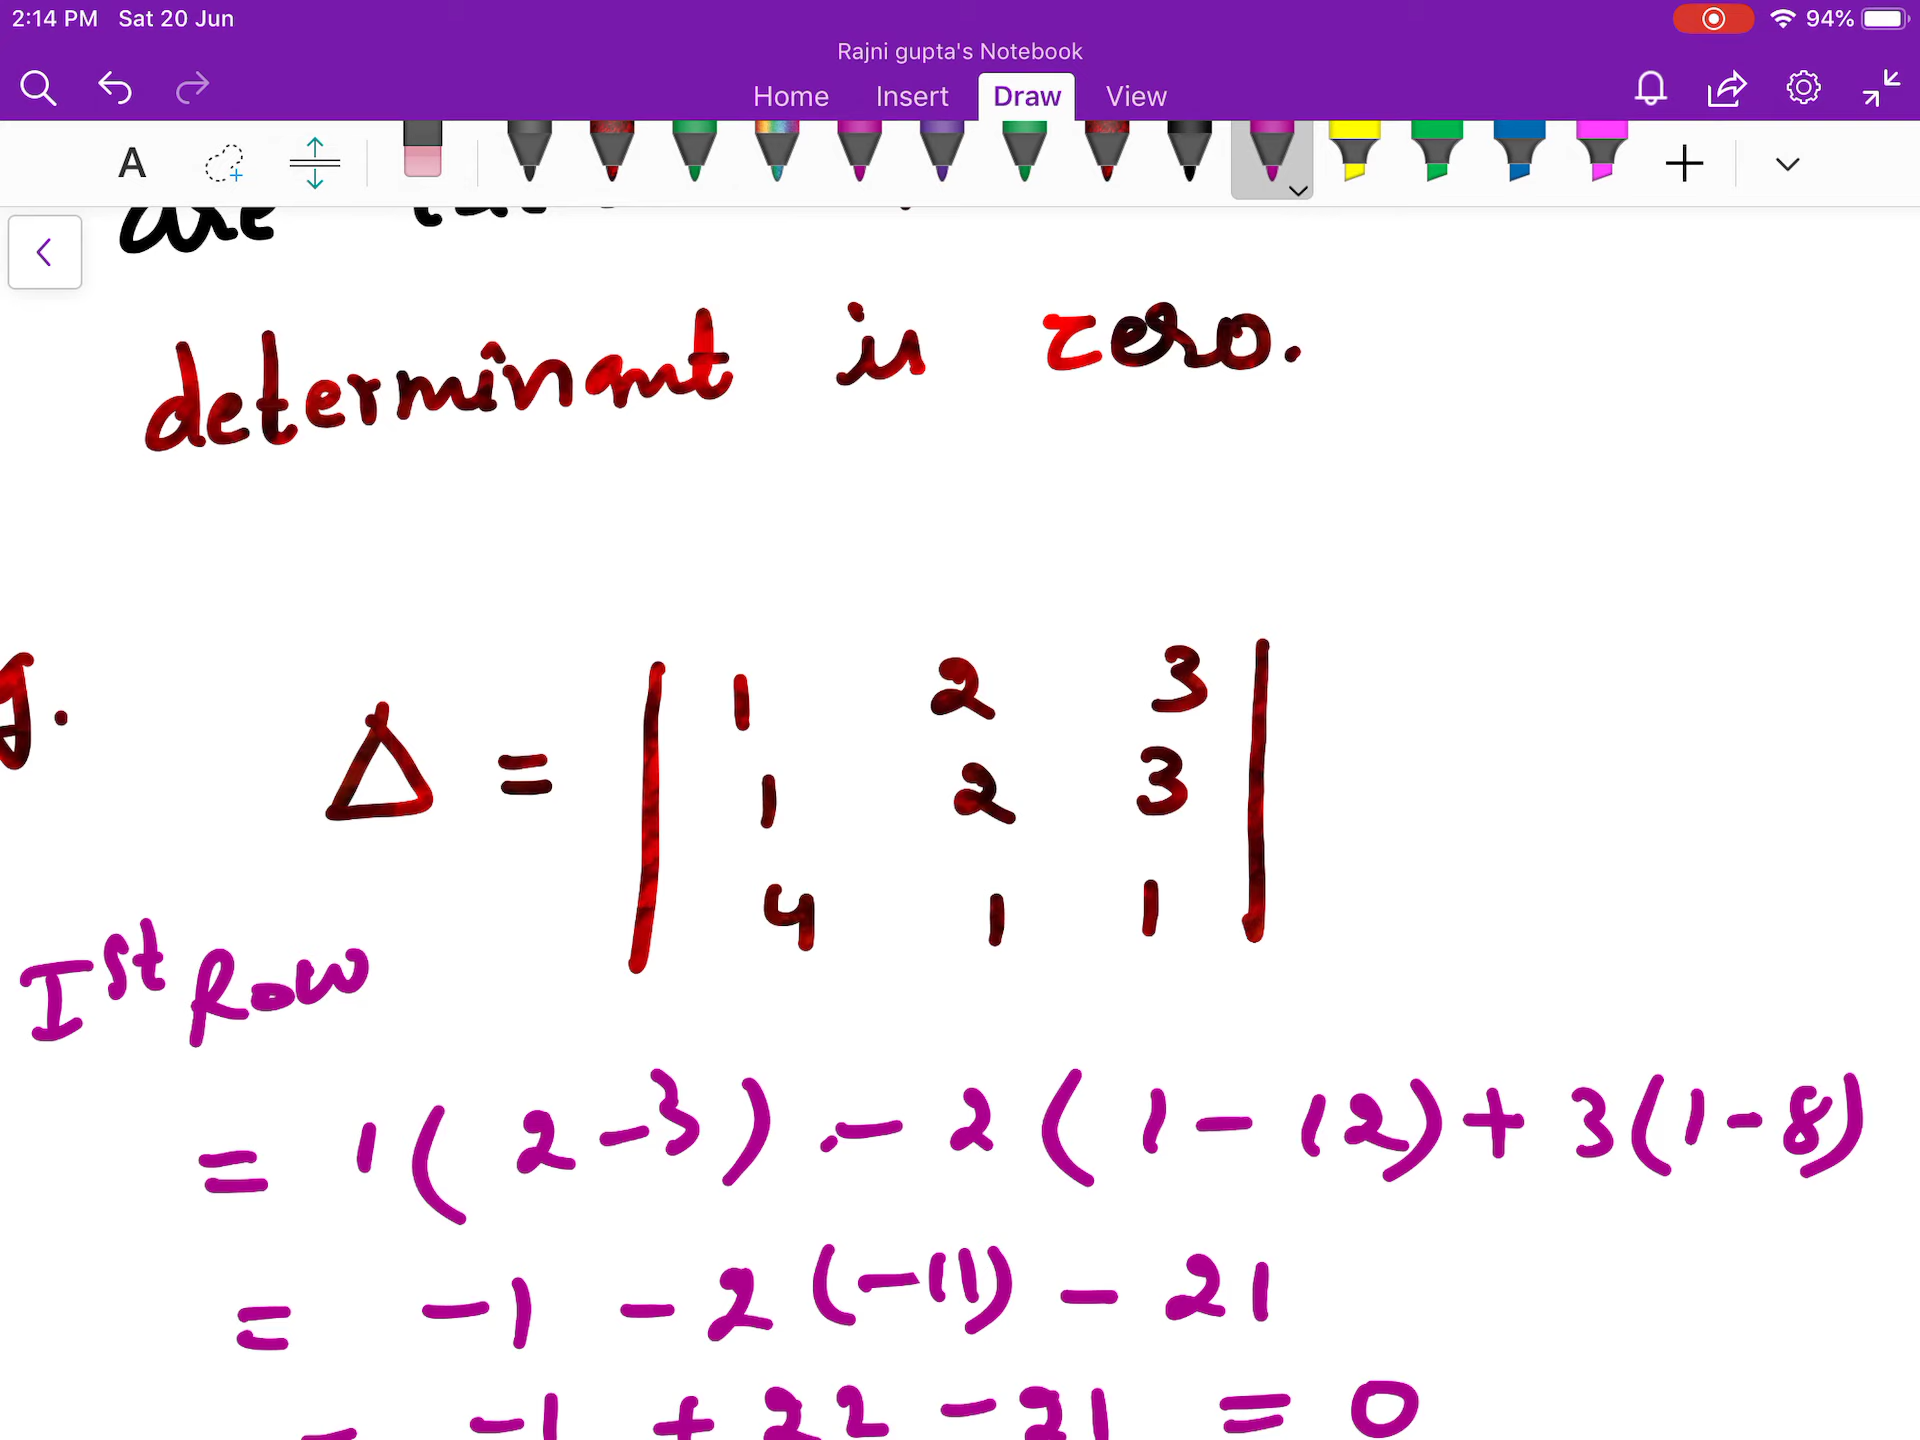 2:14 PM Sat 20 Jun
94%
Rajni gupta's Notebook
Home Insert Draw View
A
are
determinant is zero.
g.
Δ = | 1 2 3 |
| 1 2 3 |
| 4 1 1 |
Ist Row
= 1 ( 2 - 3 ) - 2 ( 1 - 12 ) + 3 ( 1 - 8 )
= -1 - 2 (-11) - 21
= -1 + 22 - 21 = 0